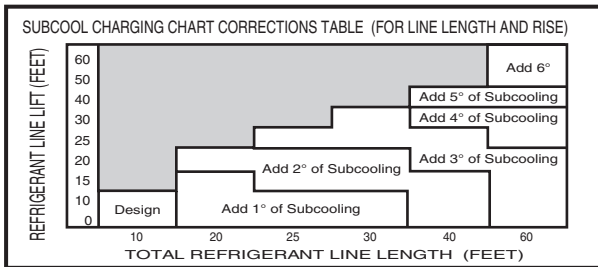 SUBCOOL CHARGING CHART CORRECTIONS TABLE (FOR LINE LENGTH AND RISE)
REFRIGERANT LINE LIFT (FEET)
60
50
40
30
25
20
15
10
0
Add 6°
Add 5° of Subcooling
Add 4° of Subcooling
Add 3° of Subcooling
Add 2° of Subcooling
Design
Add 1° of Subcooling
10 20 25 30 40 60
TOTAL REFRIGERANT LINE LENGTH (FEET)